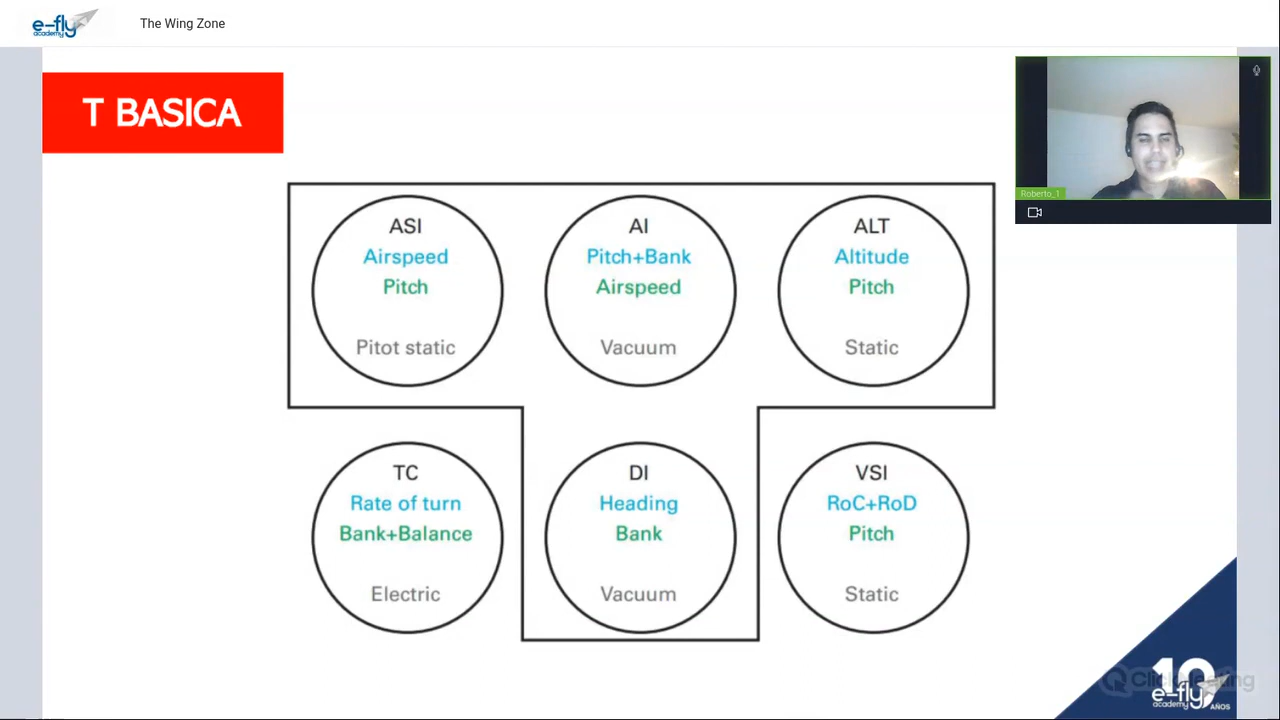 e-fly
academy
The Wing Zone
T BASICA
Roberto_1
ASI
Airspeed
Pitch
Pitot static
AI
Pitch+Bank
Airspeed
Vacuum
ALT
Altitude
Pitch
Static
TC
Rate of turn
Bank+Balance
Electric
DI
Heading
Bank
Vacuum
VSI
RoC+RoD
Pitch
Static
10
e-fly
academy
AÑOS
ClickMeeting